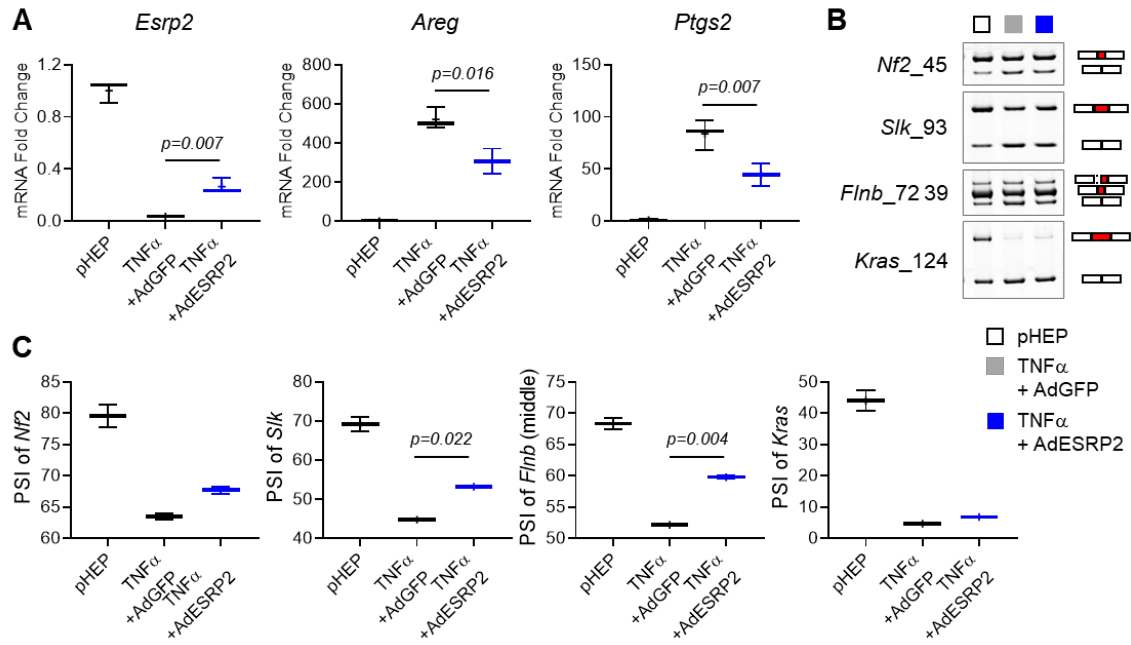 A
Esrp2
Areg
Ptgs2
mRNA Fold Change
1.2
0.8
0.4
0.0
p=0.007
pHEP
TNFα
+AdGFP
TNFα
+AdESRP2
mRNA Fold Change
800
600
400
200
0
p=0.016
pHEP
TNFα
+AdGFP
TNFα
+AdESRP2
mRNA Fold Change
150
100
50
0
p=0.007
pHEP
TNFα
+AdGFP
TNFα
+AdESRP2
B
Nf2_45
Slk_93
Flnb_72 39
Kras_124
pHEP
TNFα
+ AdGFP
TNFα
+ AdESRP2
C
PSI of Nf2
85
80
75
70
65
60
pHEP
TNFα
+AdGFP
TNFα
+AdESRP2
PSI of Slk
80
70
60
50
40
p=0.022
pHEP
TNFα
+AdGFP
TNFα
+AdESRP2
PSI of Flnb (middle)
75
70
65
60
55
50
p=0.004
pHEP
TNFα
+AdGFP
TNFα
+AdESRP2
PSI of Kras
50
40
30
20
10
0
pHEP
TNFα
+AdGFP
TNFα
+AdESRP2